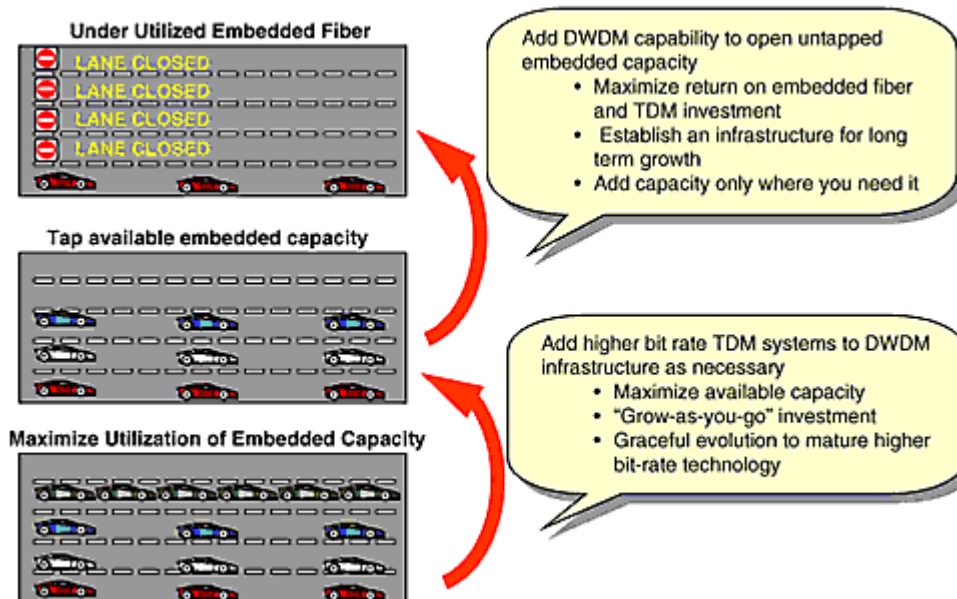 Under Utilized Embedded Fiber
LANE CLOSED
LANE CLOSED
LANE CLOSED
LANE CLOSED
Add DWDM capability to open untapped
embedded capacity
• Maximize return on embedded fiber
and TDM investment
• Establish an infrastructure for long
term growth
• Add capacity only where you need it
Tap available embedded capacity
Add higher bit rate TDM systems to DWDM
infrastructure as necessary
• Maximize available capacity
• “Grow-as-you-go” investment
• Graceful evolution to mature higher
bit-rate technology
Maximize Utilization of Embedded Capacity